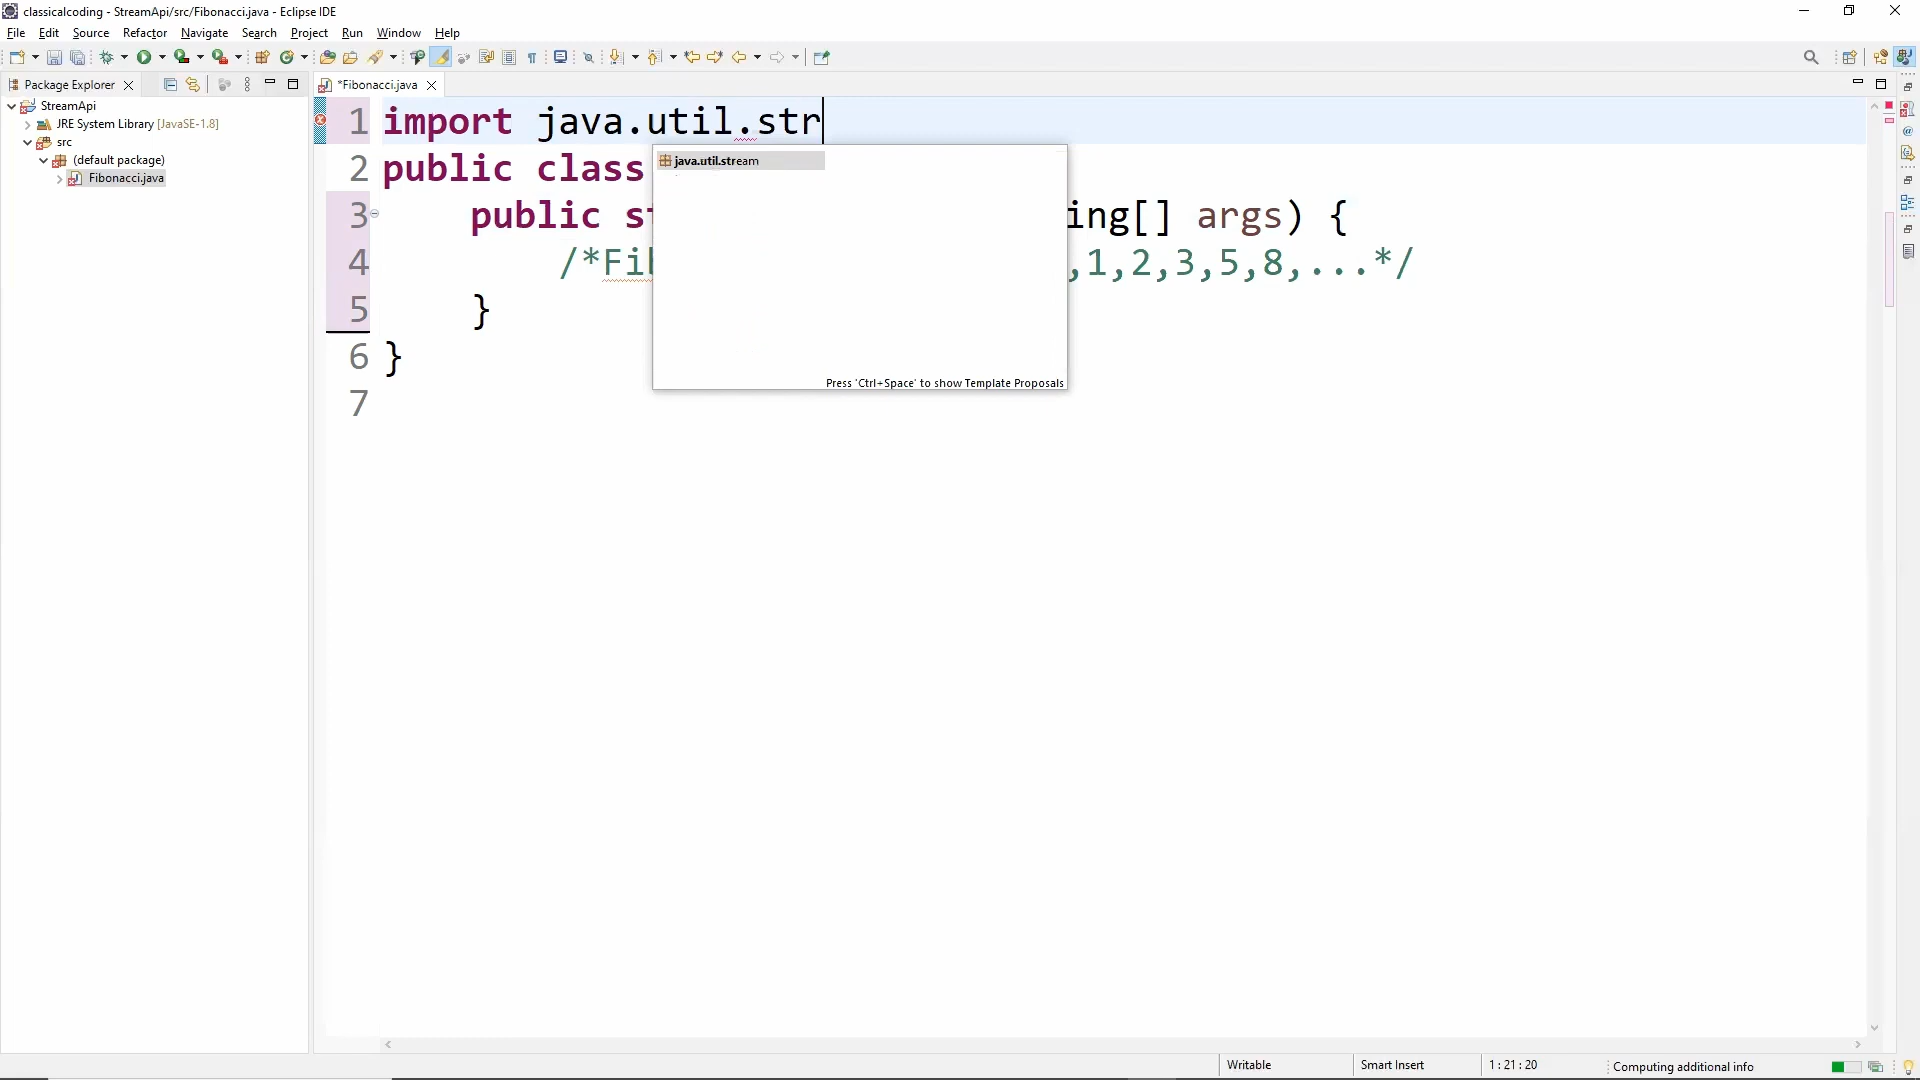 classicalcoding - StreamApi/src/Fibonacci.java - Eclipse IDE
File Edit Source Refactor Navigate Search Project Run Window Help
Package Explorer
*Fibonacci.java
StreamApi
JRE System Library [JavaSE-1.8]
src
(default package)
Fibonacci.java
1 import java.util.str
2 public class
3 public st ing[] args) {
4 /*Fib ,1,2,3,5,8,...*/
5 }
6 }
7
java.util.stream
Press 'Ctrl+Space' to show Template Proposals
Writable
Smart Insert
1 : 21 : 20
Computing additional info